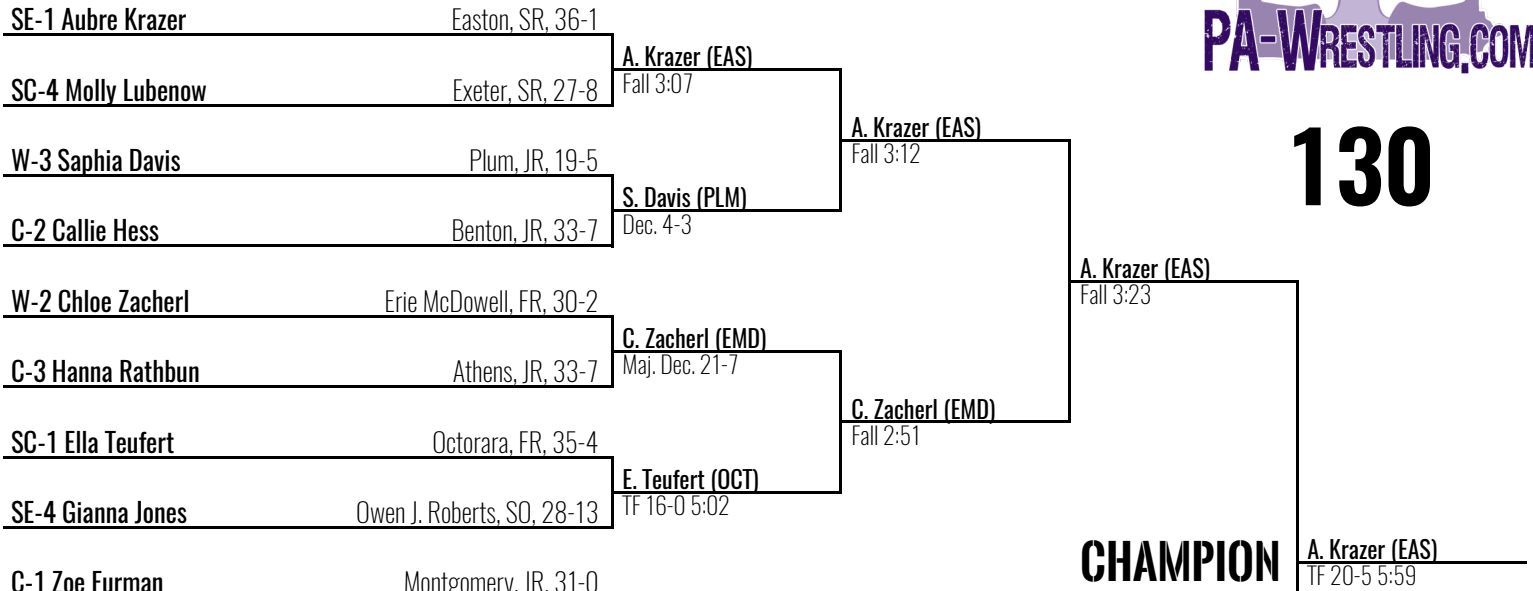 SE-1 Aubre Krazer Easton, SR, 36-1
A. Krazer (EAS)
Fall 3:07
SC-4 Molly Lubenow Exeter, SR, 27-8
A. Krazer (EAS)
Fall 3:12
W-3 Saphia Davis Plum, JR, 19-5
S. Davis (PLM)
Dec. 4-3
C-2 Callie Hess Benton, JR, 33-7
A. Krazer (EAS)
Fall 3:23
W-2 Chloe Zacherl Erie McDowell, FR, 30-2
C. Zacherl (EMD)
Maj. Dec. 21-7
C-3 Hanna Rathbun Athens, JR, 33-7
C. Zacherl (EMD)
Fall 2:51
SC-1 Ella Teufert Octorara, FR, 35-4
E. Teufert (OCT)
TF 16-0 5:02
SE-4 Gianna Jones Owen J. Roberts, SO, 28-13
C-1 Zoe Furman Montgomery, JR, 31-0
PA-WRESTLING.COM
130
CHAMPION
A. Krazer (EAS)
TF 20-5 5:59